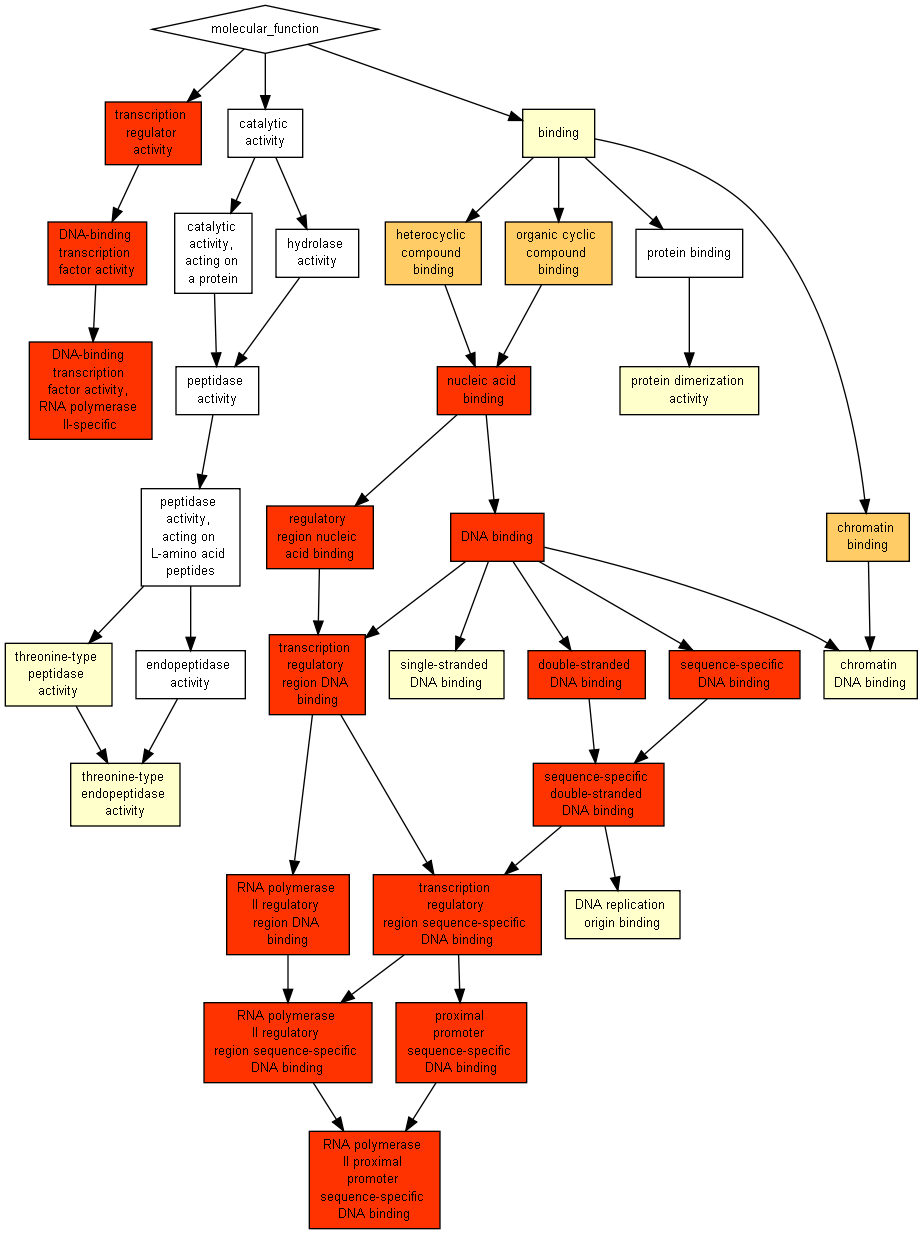 molecular_function
transcription
regulator
activity
catalytic
activity
binding
DNA-binding
transcription
factor activity
catalytic
activity,
acting on
a protein
hydrolase
activity
heterocyclic
compound
binding
organic cyclic
compound
binding
protein binding
DNA-binding
transcription
factor activity,
RNA polymerase
II-specific
peptidase
activity
nucleic acid
binding
protein dimerization
activity
peptidase
activity,
acting on
L-amino acid
peptides
regulatory
region nucleic
acid binding
DNA binding
chromatin
binding
threonine-type
peptidase
activity
endopeptidase
activity
transcription
regulatory
region DNA
binding
single-stranded
DNA binding
double-stranded
DNA binding
sequence-specific
DNA binding
chromatin
DNA binding
threonine-type
endopeptidase
activity
sequence-specific
double-stranded
DNA binding
RNA polymerase
II regulatory
region DNA
binding
transcription
regulatory
region sequence-specific
DNA binding
DNA replication
origin binding
RNA polymerase
II regulatory
region sequence-specific
DNA binding
proximal
promoter
sequence-specific
DNA binding
RNA polymerase
II proximal
promoter
sequence-specific
DNA binding